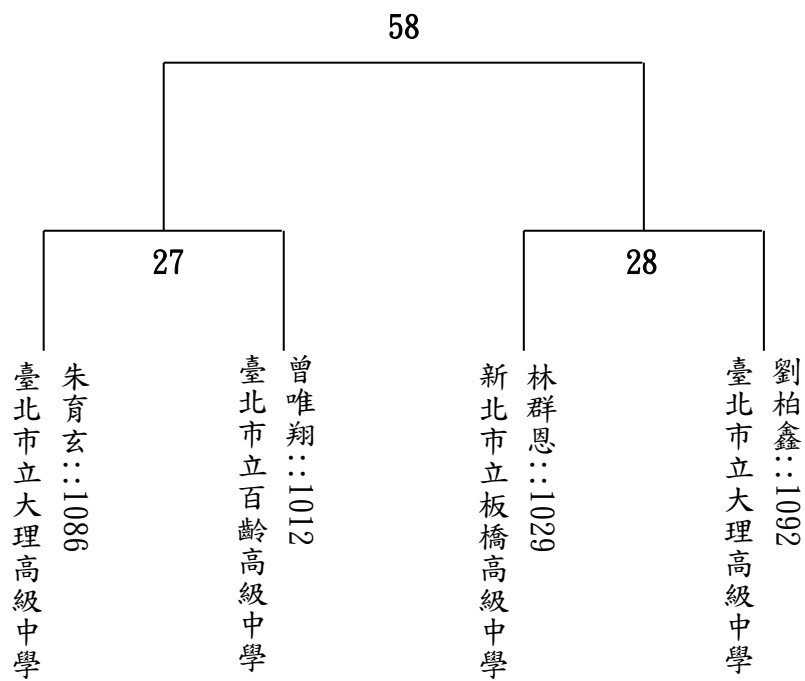 58
27
28
朱育玄:::1086
臺北市立大理高級中學
曾唯翔:::1012
臺北市立百齡高級中學
林群恩:::1029
新北市立板橋高級中學
劉柏鑫:::1092
臺北市立大理高級中學